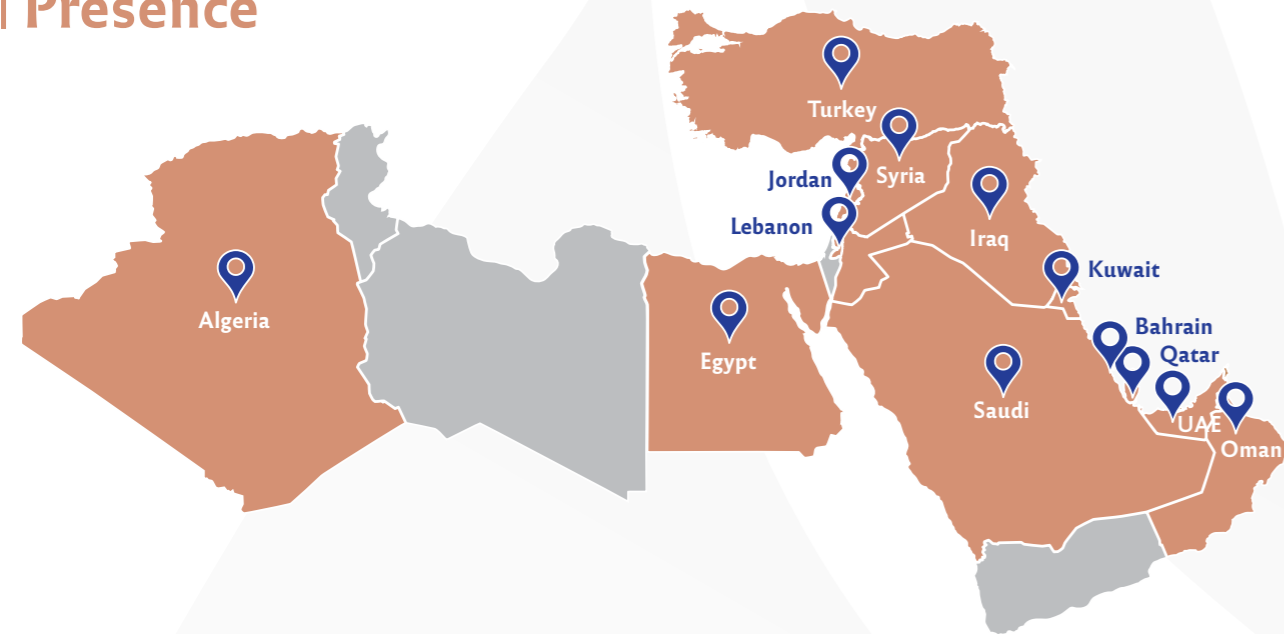 Presence
Turkey
Syria
Jordan
Lebanon
Iraq
Kuwait
Algeria
Egypt
Saudi
Bahrain
Qatar
UAE
Oman